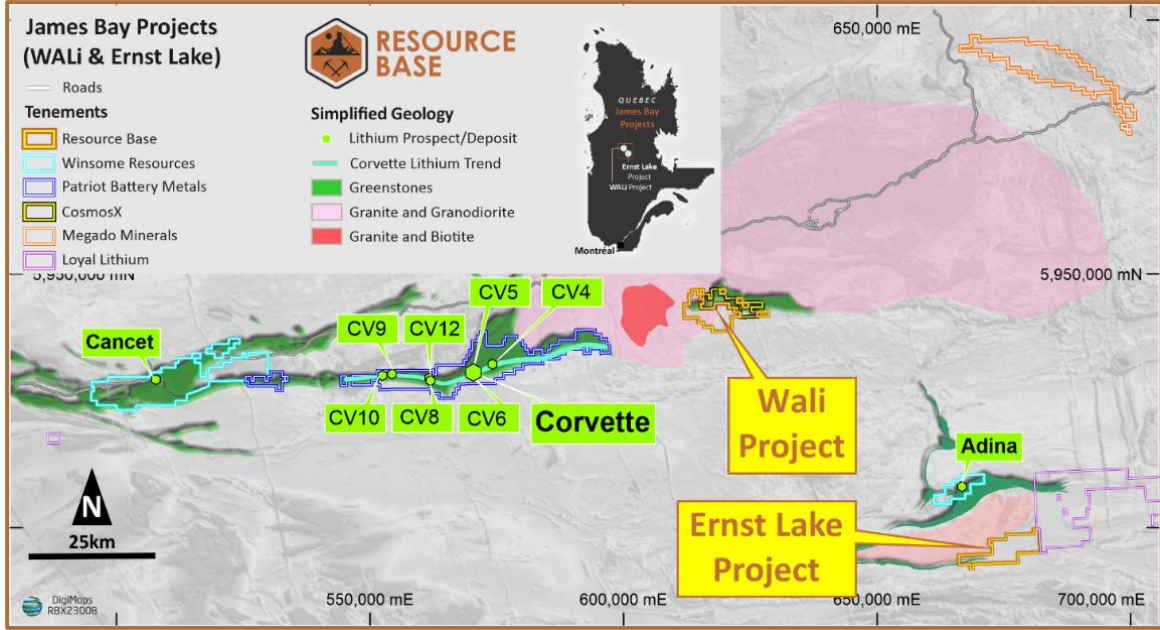 James Bay Projects
(WALi & Ernst Lake)
Roads
Tenements
Resource Base
Winsome Resources
Patriot Battery Metals
CosmosX
Megado Minerals
Loyal Lithium
RESOURCE
BASE
Simplified Geology
Lithium Prospect/Deposit
Corvette Lithium Trend
Greenstones
Granite and Granodiorite
Granite and Biotite
QUEBEC
James Bay
Projects
Ernst Lake
Project
WALi Project
Montréal
650,000 mE
5,950,000 mN
5,950,000 mN
Cancet
CV5
CV4
CV9
CV12
CV10
CV8
CV6
Corvette
Wali
Project
Adina
Ernst Lake
Project
N
25km
DigiMaps
RBX23008
550,000 mE
600,000 mE
650,000 mE
700,000 mE